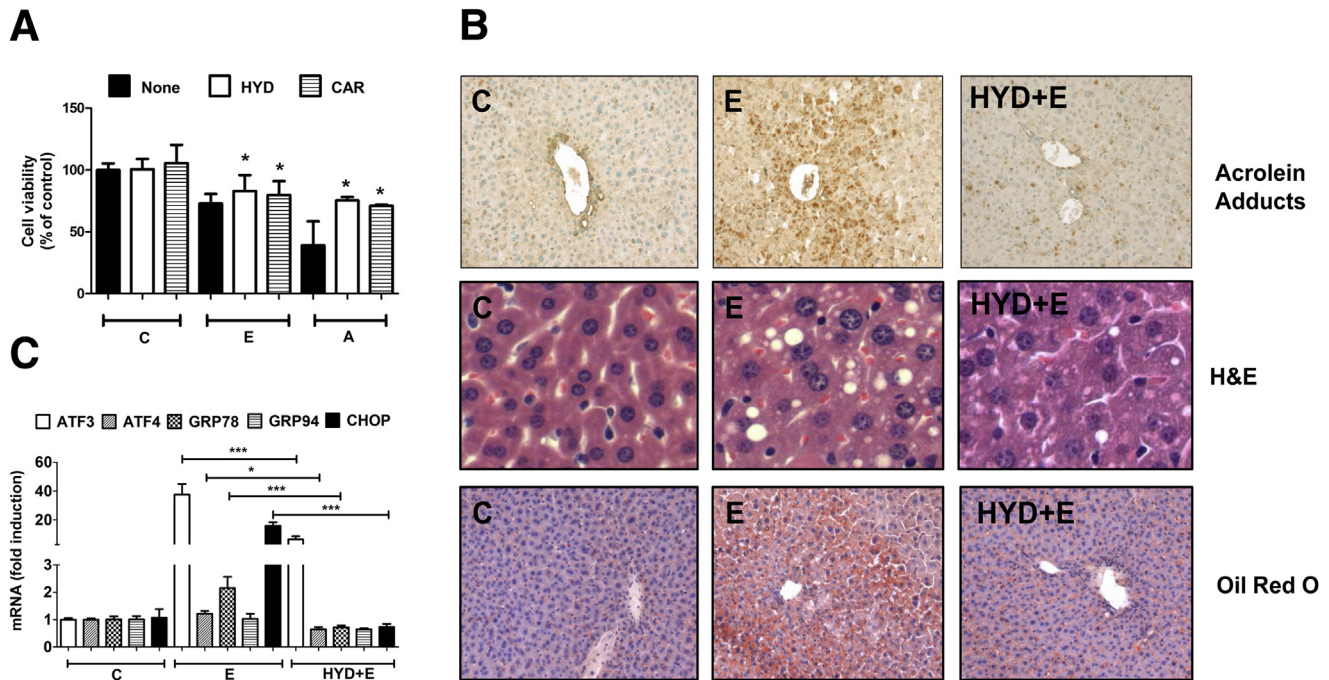 A
None HYD CAR
Cell viability
(% of control)
150
100
50
0
* * * *
C E A
B
C E HYD+E
Acrolein
Adducts
C E HYD+E
H&E
C E HYD+E
Oil Red O
C
ATF3 ATF4 GRP78 GRP94 CHOP
mRNA (fold induction)
60
40
20
3
2
1
0
***
*
***
***
C E HYD+E